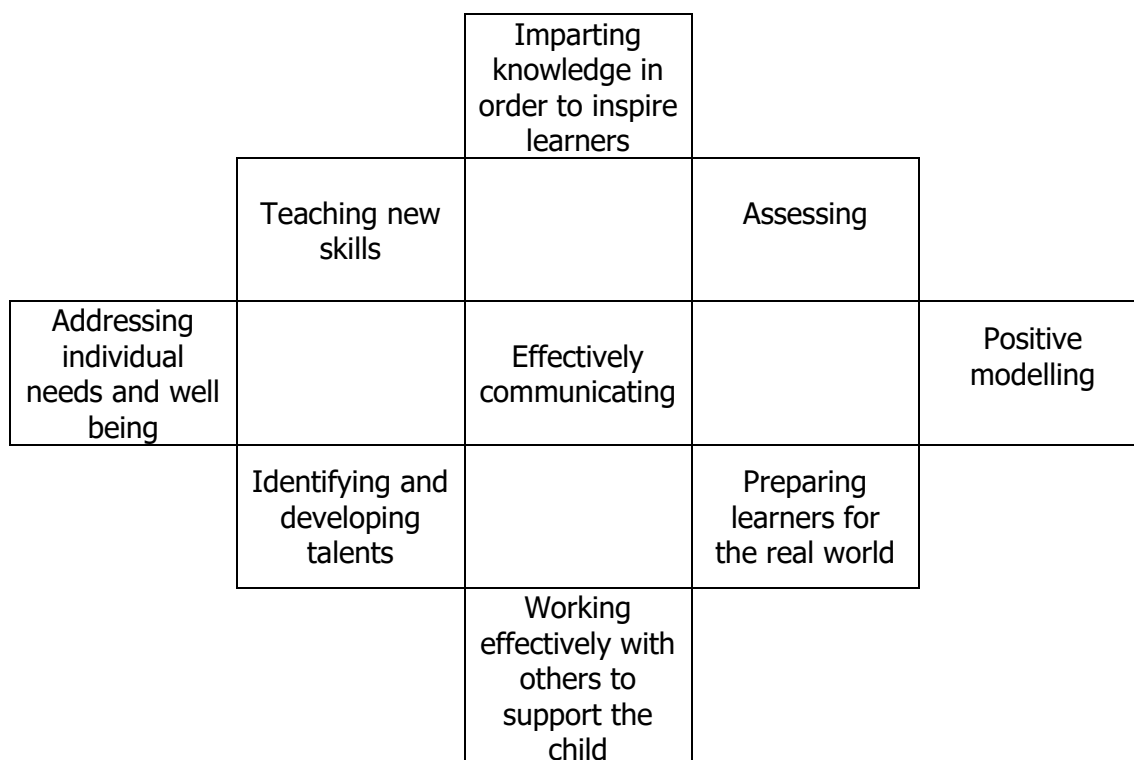 Imparting
knowledge in
order to inspire
learners
Teaching new
skills
Assessing
Addressing
individual
needs and well
being
Effectively
communicating
Positive
modelling
Identifying and
developing
talents
Preparing
learners for
the real world
Working
effectively with
others to
support the
child